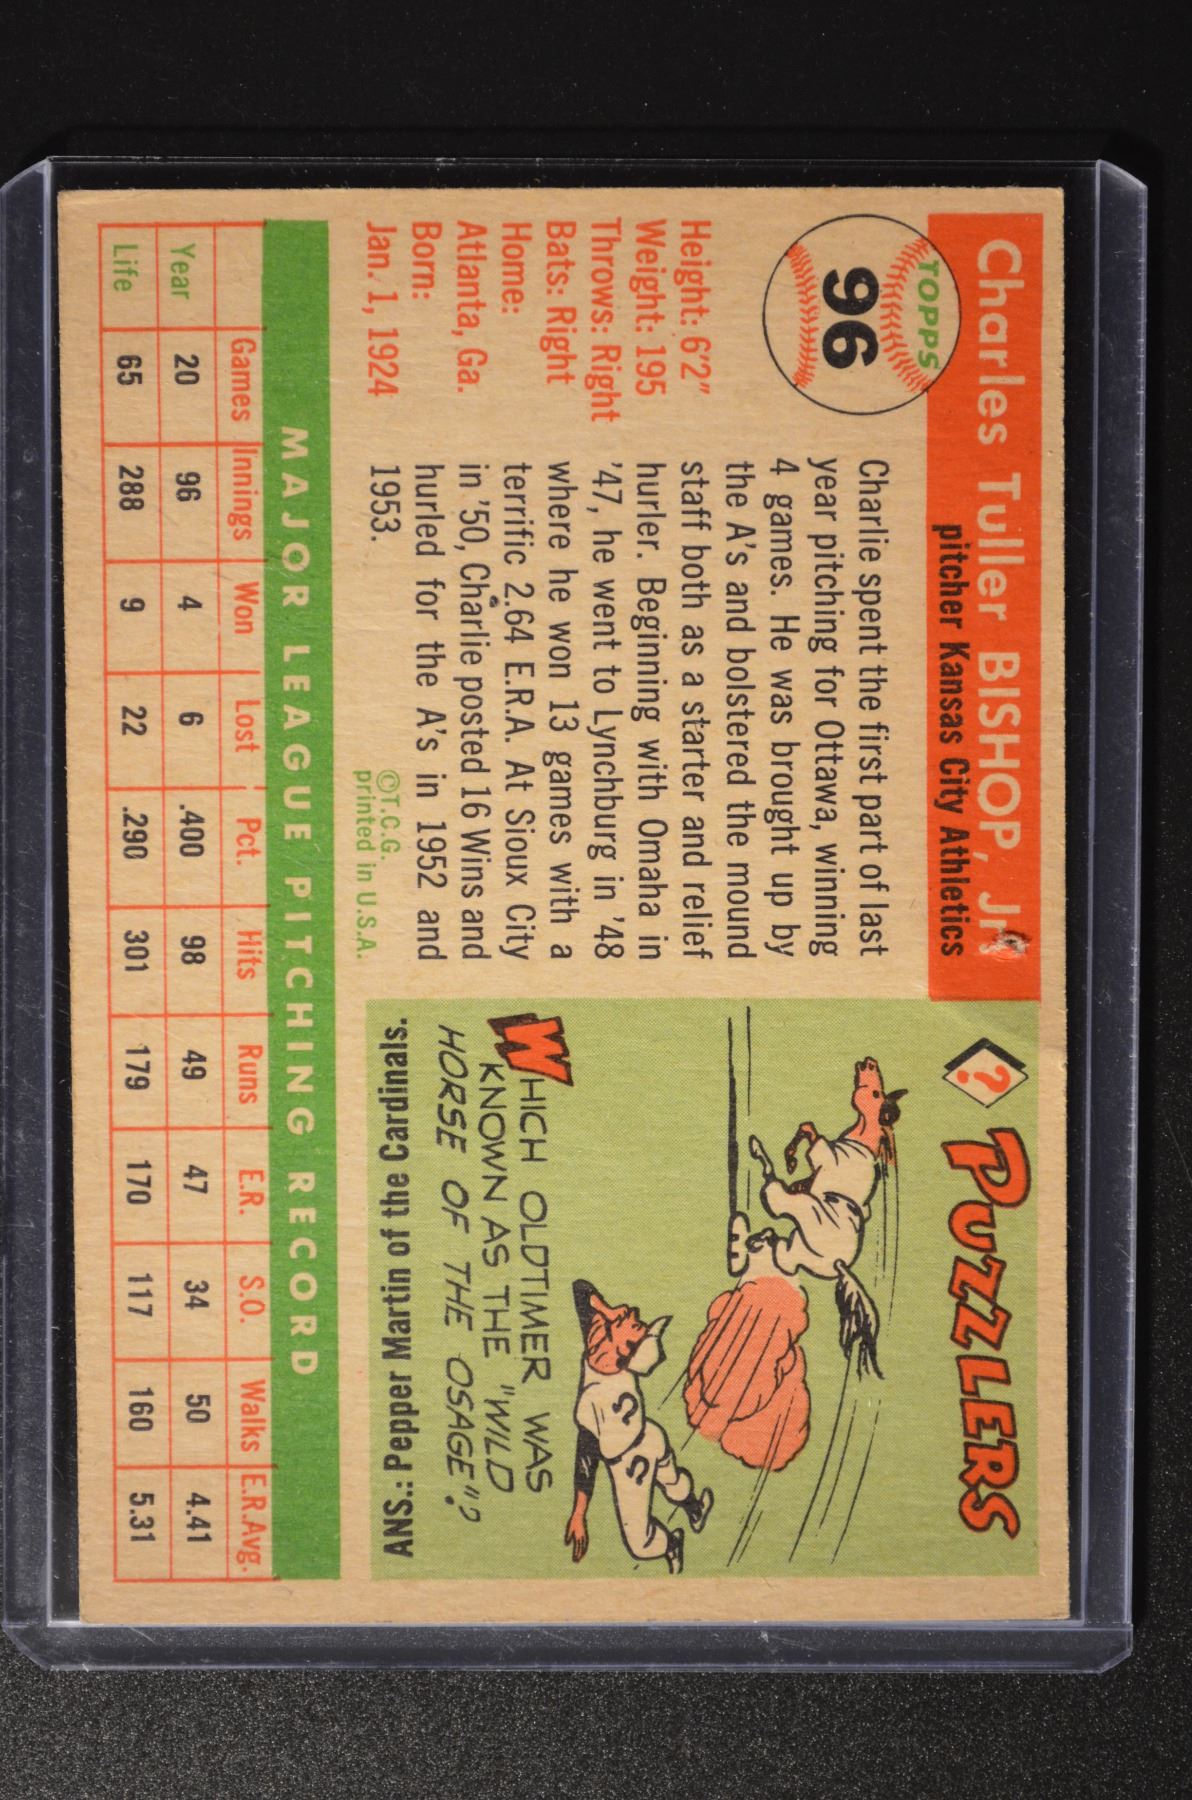 Charles Tuller BISHOP, Jr.
pitcher Kansas City Athletics
TOPPS
96
Height: 6'2"
Weight: 195
Throws: Right
Bats: Right
Home:
Atlanta, Ga.
Born:
Jan. 1, 1924
Charlie spent the first part of last
year pitching for Ottawa, winning
4 games. He was brought up by
the A's and bolstered the mound
staff both as a starter and relief
hurler. Beginning with Omaha in
'47, he went to Lynchburg in '48
where he won 13 games with a
terrific 2.64 E.R.A. At Sioux City
in '50, Charlie posted 16 Wins and
hurled for the A's in 1952 and
1953.
©T.C.G.
printed in U.S.A.
? PUZZLERS
WHICH OLDTIMER WAS
KNOWN AS THE "WILD
HORSE OF THE OSAGE"?
ANS.: Pepper Martin of the Cardinals.
MAJOR LEAGUE PITCHING RECORD
Games Innings Won Lost Pct. Hits Runs E.R. S.O. Walks E.R.Avg.
Year 20 96 4 6 .400 98 49 47 34 50 4.41
Life 65 288 9 22 .290 301 179 170 117 160 5.31